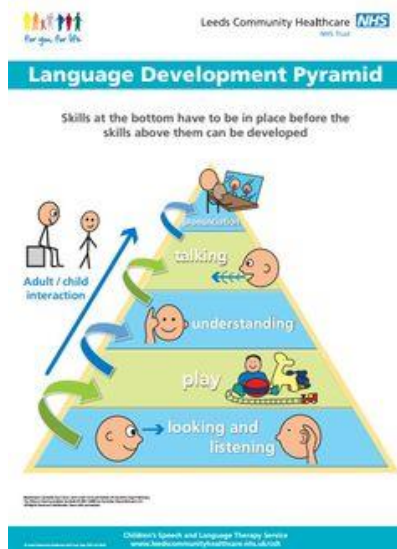 for you, for life
Leeds Community Healthcare NHS
NHS Trust
Language Development Pyramid
Skills at the bottom have to be in place before the
skills above them can be developed
pronunciation
talking
Adult / child
interaction
understanding
play
looking and
listening
Children's Speech and Language Therapy Service
www.leedscommunityhealthcare.nhs.uk/cslt